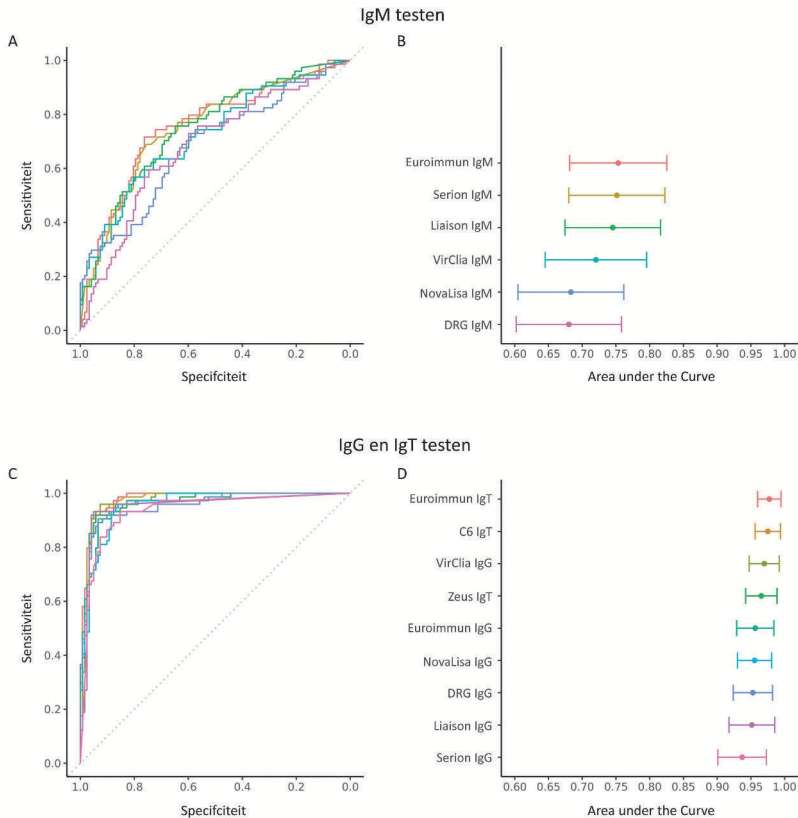 IgM testen
A
B
1.0
0.8
0.6
0.4
0.2
0.0
Sensitiviteit
1.0 0.8 0.6 0.4 0.2 0.0
Specifciteit
Euroimmun IgM
Serion IgM
Liaison IgM
VirClia IgM
NovaLisa IgM
DRG IgM
0.60 0.65 0.70 0.75 0.80 0.85 0.90 0.95 1.00
Area under the Curve
IgG en IgT testen
C
D
1.0
0.8
0.6
0.4
0.2
0.0
Sensitiviteit
1.0 0.8 0.6 0.4 0.2 0.0
Specifciteit
Euroimmun IgT
C6 IgT
VirClia IgG
Zeus IgT
Euroimmun IgG
NovaLisa IgG
DRG IgG
Liaison IgG
Serion IgG
0.60 0.65 0.70 0.75 0.80 0.85 0.90 0.95 1.00
Area under the Curve